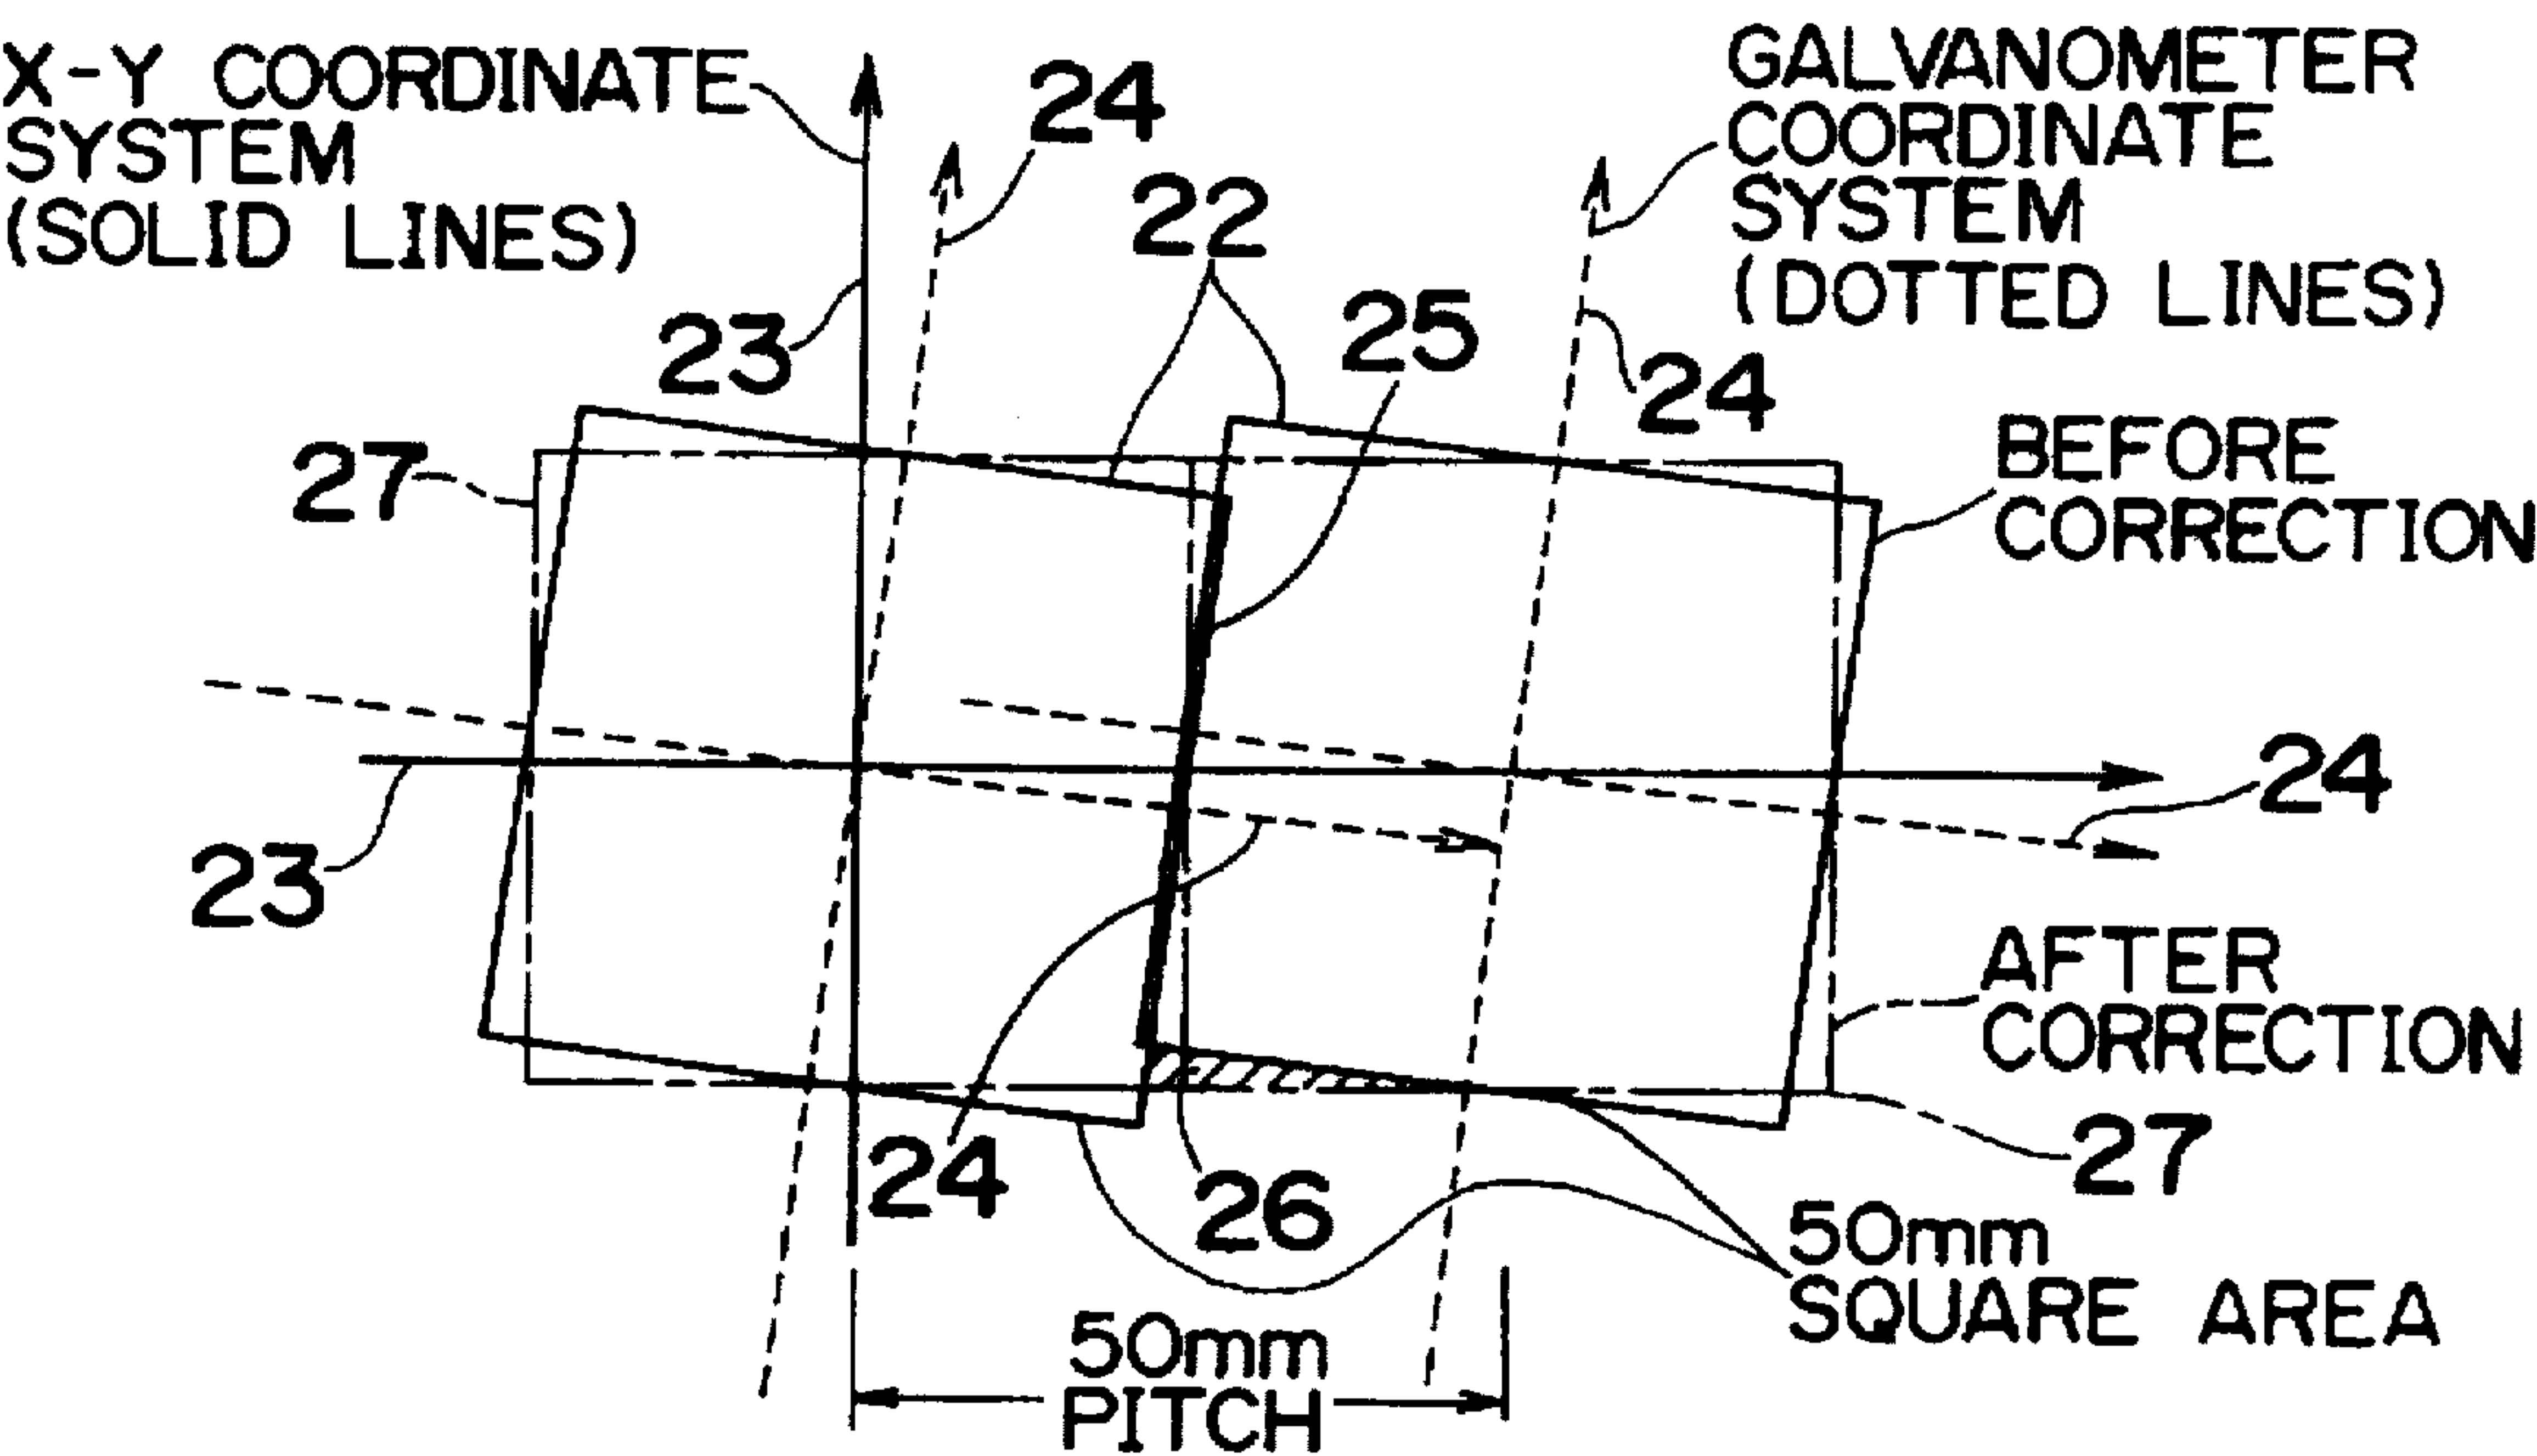 X-Y COORDINATE
SYSTEM
(SOLID LINES)
24
22
23
25
GALVANOMETER
COORDINATE
SYSTEM
(DOTTED LINES)
24
27
BEFORE
CORRECTION
24
23
AFTER
CORRECTION
24
26
27
50mm
SQUARE AREA
50mm
PITCH